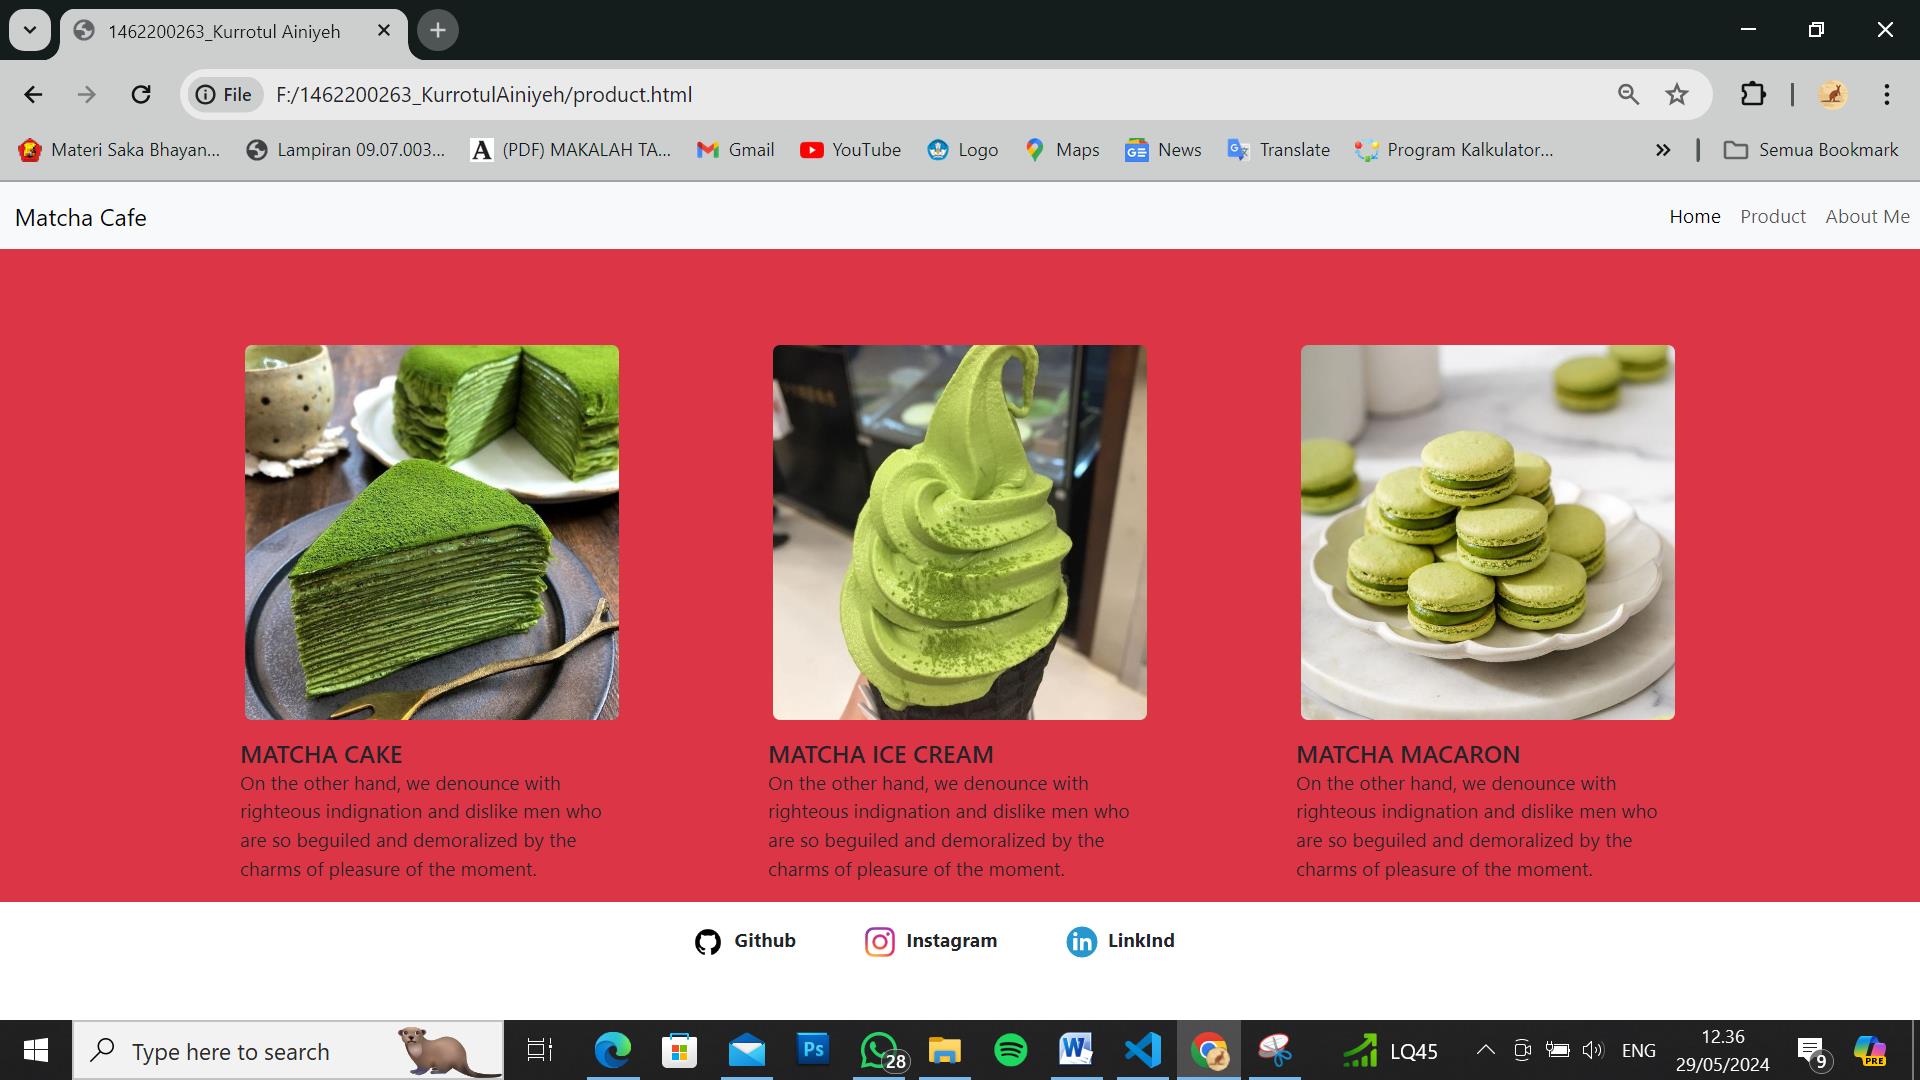 1462200263_Kurrotul Ainiyeh
File F:/1462200263_KurrotulAiniyeh/product.html
Materi Saka Bhayan... Lampiran 09.07.003... A (PDF) MAKALAH TA... Gmail YouTube Logo Maps News Translate Program Kalkulator... » Semua Bookmark
Matcha Cafe Home Product About Me
MATCHA CAKE
On the other hand, we denounce with
righteous indignation and dislike men who
are so beguiled and demoralized by the
charms of pleasure of the moment.
MATCHA ICE CREAM
On the other hand, we denounce with
righteous indignation and dislike men who
are so beguiled and demoralized by the
charms of pleasure of the moment.
MATCHA MACARON
On the other hand, we denounce with
righteous indignation and dislike men who
are so beguiled and demoralized by the
charms of pleasure of the moment.
Github Instagram LinkInd
Type here to search Ps 28 W LQ45 ENG 12.36 9 PRE
29/05/2024